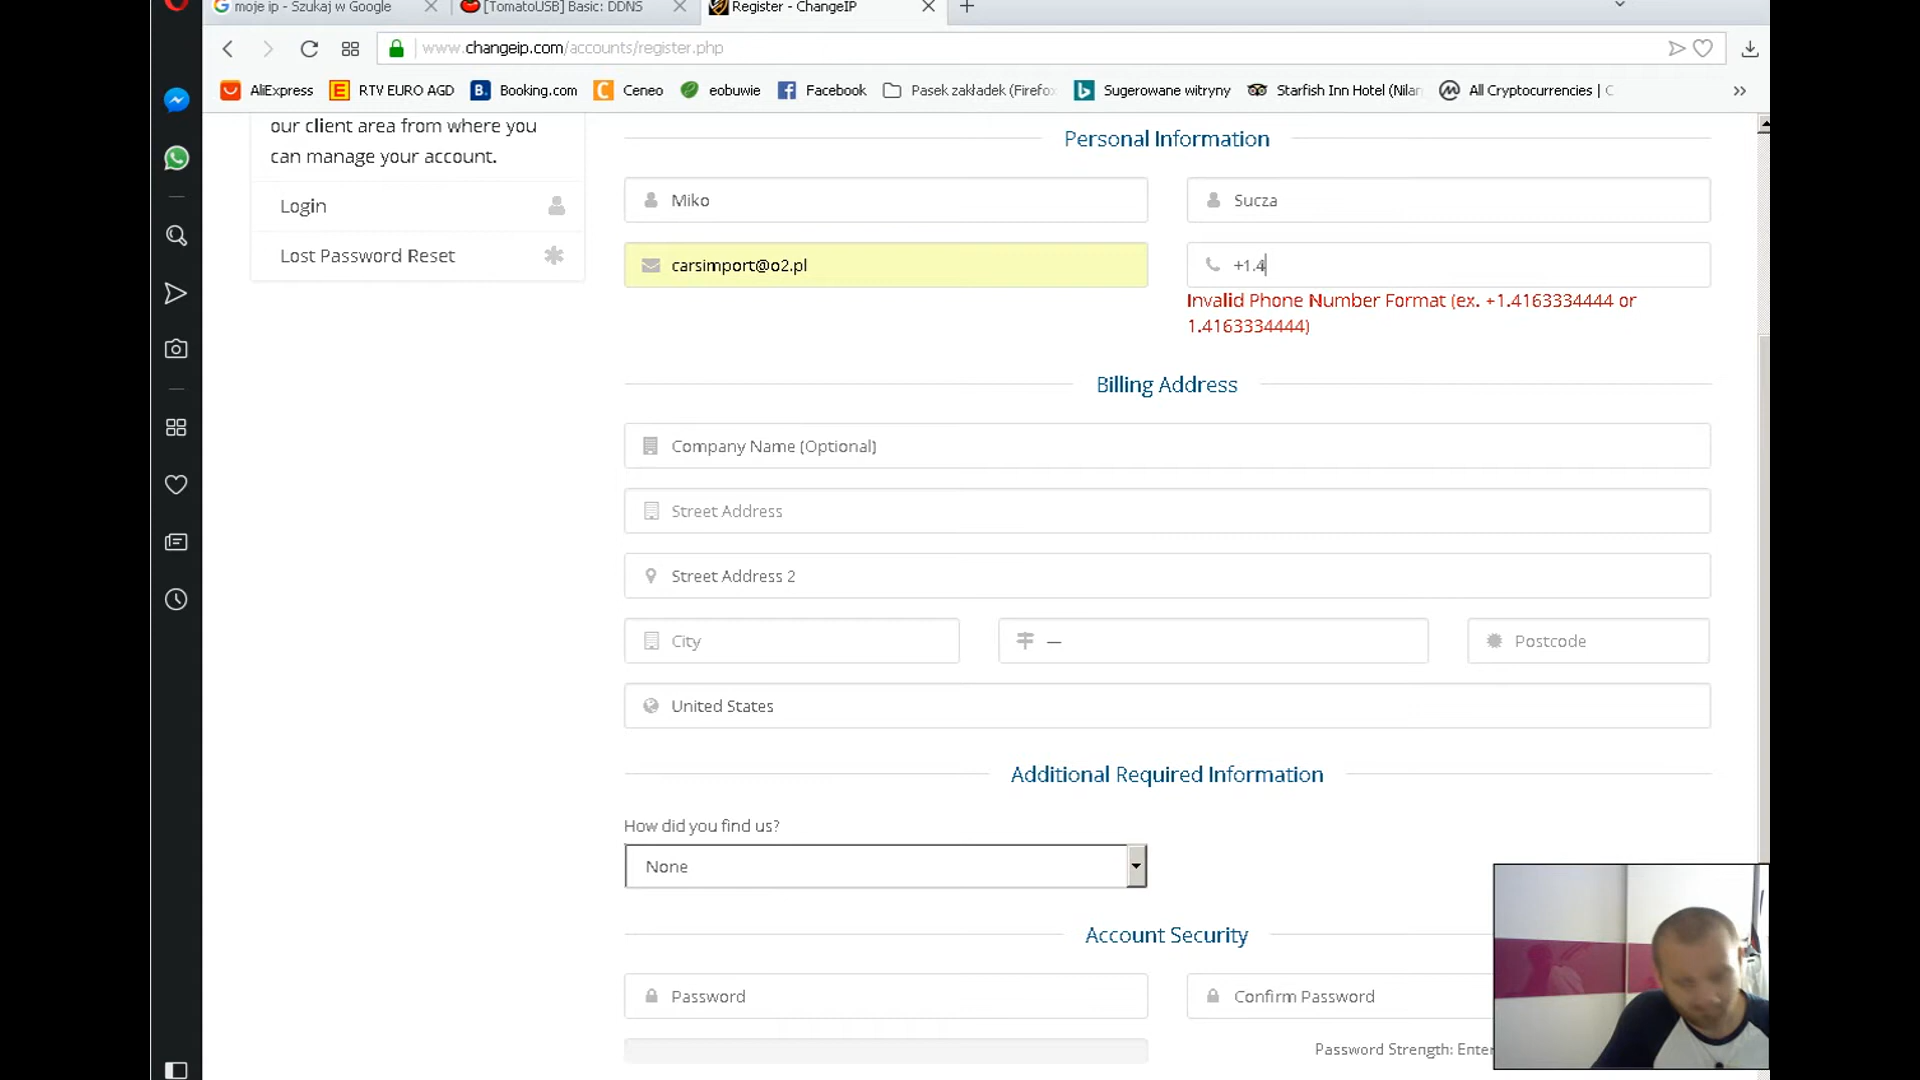 moje ip - Szukaj w Google
[TomatoUSB] Basic: DDNS
Register - ChangeIP
www.changeip.com/accounts/register.php
AliExpress
RTV EURO AGD
Booking.com
Ceneo
eobuwie
Facebook
Pasek zakładek (Firefox
Sugerowane witryny
Starfish Inn Hotel (Nilar
All Cryptocurrencies | C
our client area from where you
can manage your account.
Login
Lost Password Reset
Personal Information
Miko
Sucza
carsimport@o2.pl
+1.4
Invalid Phone Number Format (ex. +1.4163334444 or
1.4163334444)
Billing Address
Company Name (Optional)
Street Address
Street Address 2
City
—
Postcode
United States
Additional Required Information
How did you find us?
None
Account Security
Password
Confirm Password
Password Strength: Enter